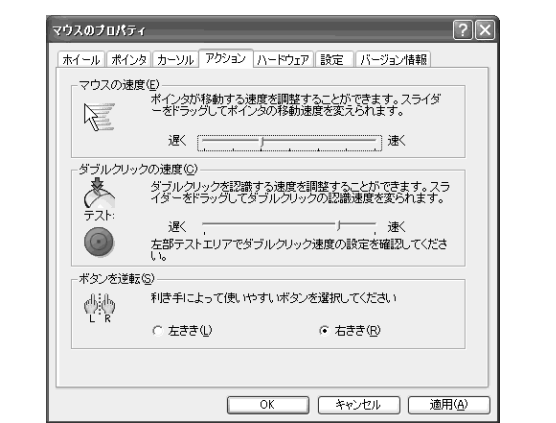 マウスのプロパティ
ホイール ポインタ カーソル アクション ハードウェア 設定 バージョン情報
マウスの速度(E)
ポインタが移動する速度を調整することができます。スライダ
ーをドラッグしてポインタの移動速度を変えられます。
遅く 速く
ダブルクリックの速度(C)
ダブルクリックを認識する速度を調整することができます。スラ
イダーをドラッグしてダブルクリックの認識速度を変られます。
テスト:
遅く 速く
左部テストエリアでダブルクリック速度の設定を確認してくださ
い。
ボタンを逆転(S)
利き手によって使いやすいボタンを選択してください
L R
左きき(L) 右きき(R)
OK キャンセル 適用(A)